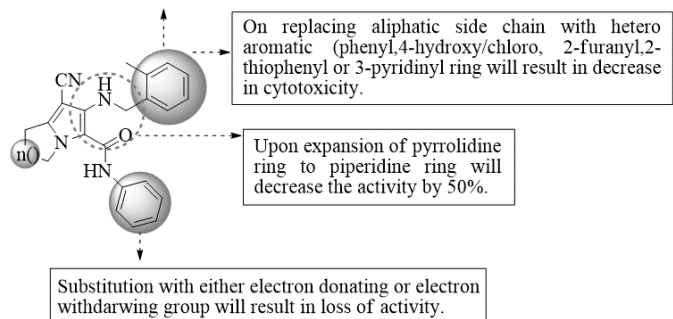 On replacing aliphatic side chain with hetero
aromatic (phenyl,4-hydroxy/chloro, 2-furanyl,2-
thiophenyl or 3-pyridinyl ring will result in decrease
in cytotoxicity.
CN
H
N
O
N
n()
HN
Upon expansion of pyrrolidine
ring to piperidine ring will
decrease the activity by 50%.
Substitution with either electron donating or electron
withdarwing group will result in loss of activity.